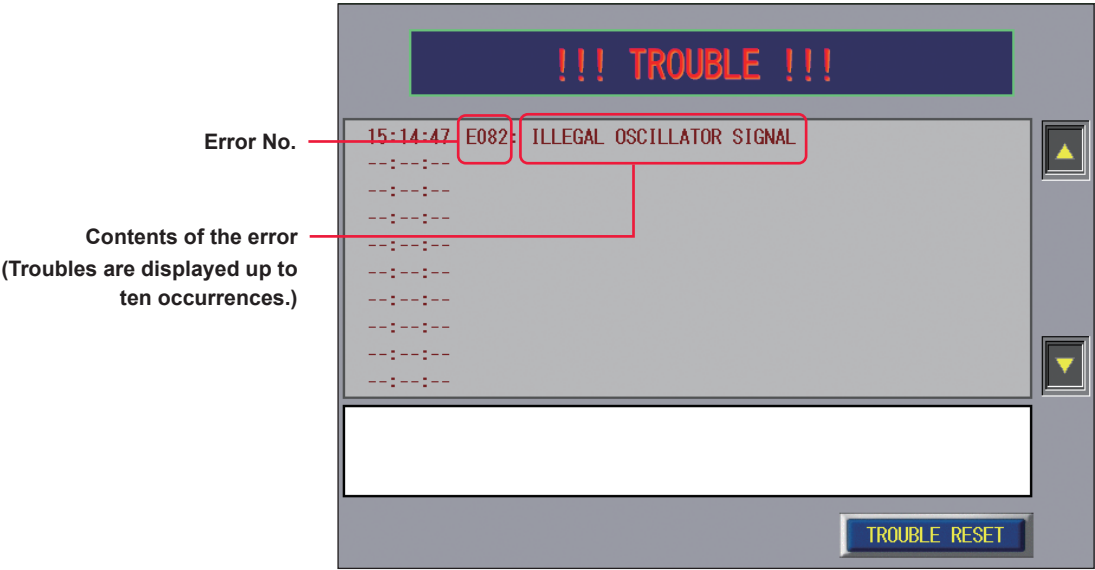 !!! TROUBLE !!!
Error No.
15:14:47 E082: ILLEGAL OSCILLATOR SIGNAL
--:--:--
--:--:--
--:--:--
Contents of the error
--:--:--
(Troubles are displayed up to
--:--:--
ten occurrences.)
--:--:--
--:--:--
--:--:--
--:--:--
TROUBLE RESET